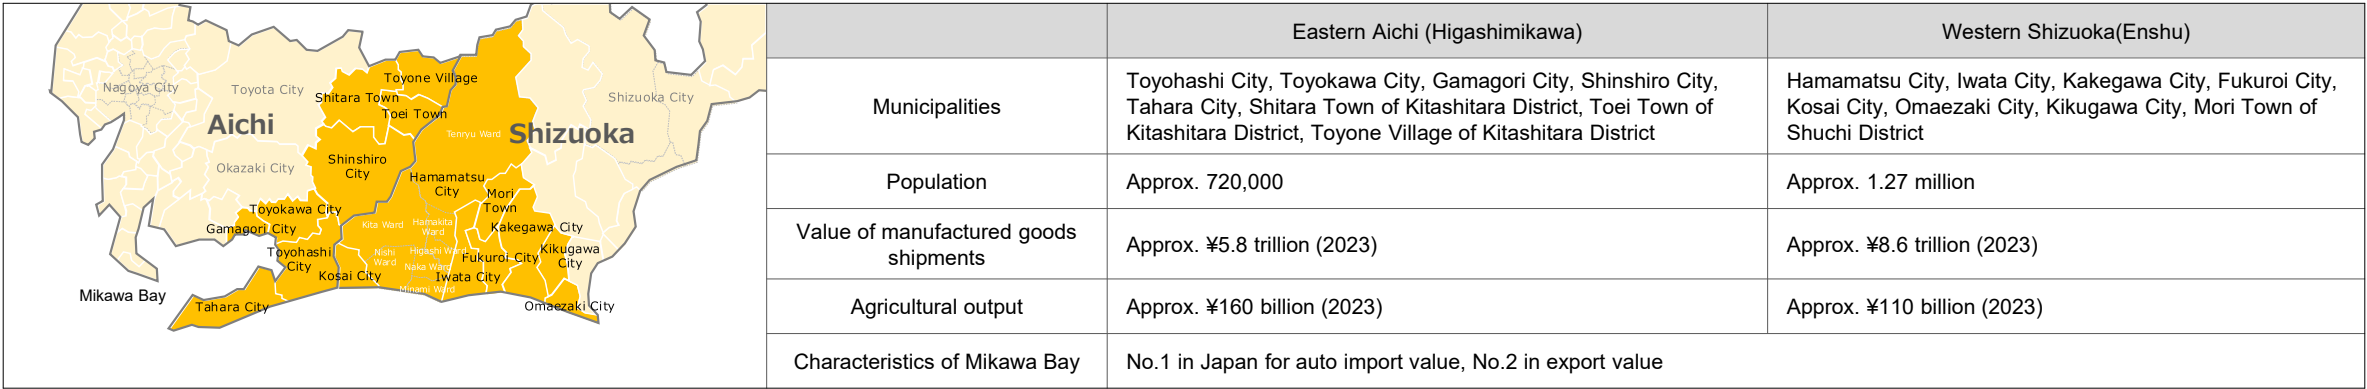 Nagoya City
Toyota City
Aichi
Okazaki City
Toyone Village
Shitara Town
Toei Town
Tenryu Ward
Shizuoka City
Shizuoka
Shinshiro
City
Hamamatsu
City
Mori
Town
Toyokawa City
Gamagori City
Kita Ward
Hamakita
Ward
Kakegawa City
Toyohashi
City
Nishi
Ward
Higashi Ward
Kikugawa
City
Fukuroi City
Naka Ward
Kosai City
Iwata City
Minami Ward
Mikawa Bay
Tahara City
Omaezaki City
Eastern Aichi (Higashimikawa)
Western Shizuoka(Enshu)
Municipalities
Toyohashi City, Toyokawa City, Gamagori City, Shinshiro City,
Tahara City, Shitara Town of Kitashitara District, Toei Town of
Kitashitara District, Toyone Village of Kitashitara District
Hamamatsu City, Iwata City, Kakegawa City, Fukuroi City,
Kosai City, Omaezaki City, Kikugawa City, Mori Town of
Shuchi District
Population
Approx. 720,000
Approx. 1.27 million
Value of manufactured goods
shipments
Approx. ¥5.8 trillion (2023)
Approx. ¥8.6 trillion (2023)
Agricultural output
Approx. ¥160 billion (2023)
Approx. ¥110 billion (2023)
Characteristics of Mikawa Bay
No.1 in Japan for auto import value, No.2 in export value